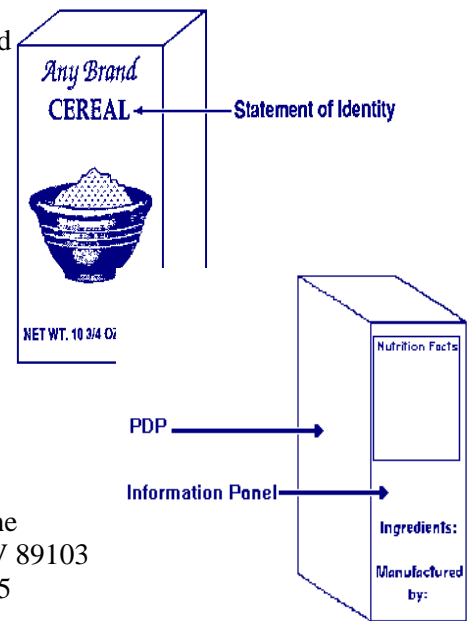 d
Any Brand
CEREAL
Statement of Identity
NET WT. 10 3/4 OZ
Nutrition Facts
PDP
Information Panel
ne
V 89103
5
Ingredients:
Manufactured
by: